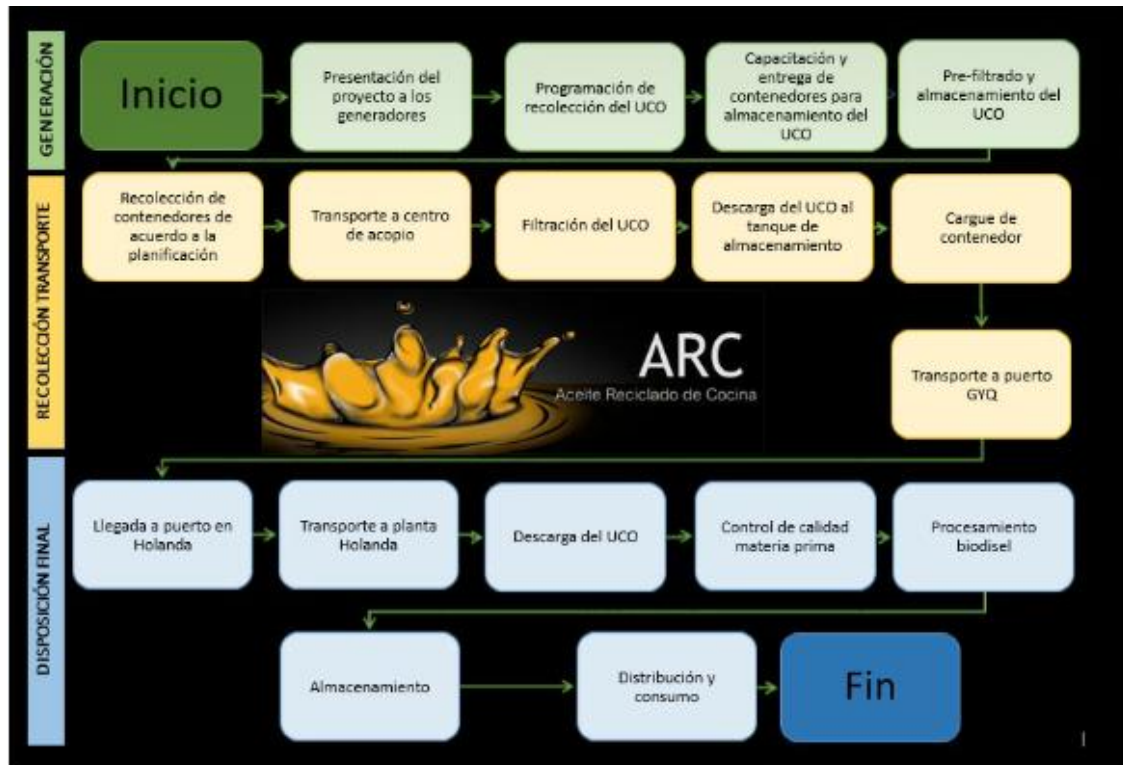 GENERACIÓN
Inicio
Presentación del
proyecto a los
generadores
Programación de
recolección del UCO
Capacitación y
entrega de
contenedores para
almacenamiento del
UCO
Pre-filtrado y
almacenamiento del
UCO
RECOLECCIÓN TRANSPORTE
Recolección de
contenedores de
acuerdo a la
planificación
Transporte a centro
de acopio
Filtración del UCO
Descarga del UCO al
tanque de
almacenamiento
Cargue de
contenedor
ARC
Aceite Reciclado de Cocina
Transporte a puerto
GYQ
DISPOSICIÓN FINAL
Llegada a puerto en
Holanda
Transporte a planta
Holanda
Descarga del UCO
Control de calidad
materia prima
Procesamiento
biodisel
Almacenamiento
Distribución y
consumo
Fin